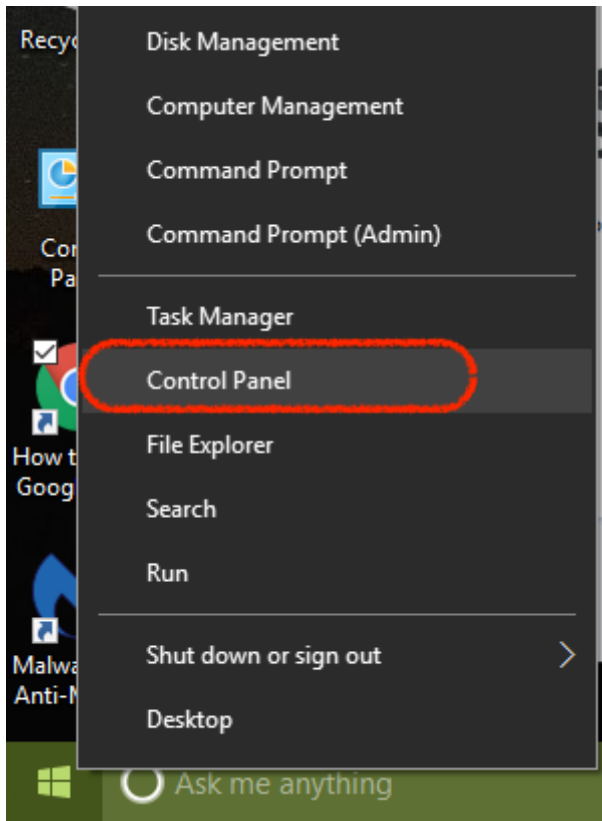 Disk Management
Computer Management
Command Prompt
Command Prompt (Admin)
Task Manager
Control Panel
File Explorer
Search
Run
Shut down or sign out
Desktop
How t
Ask me anything